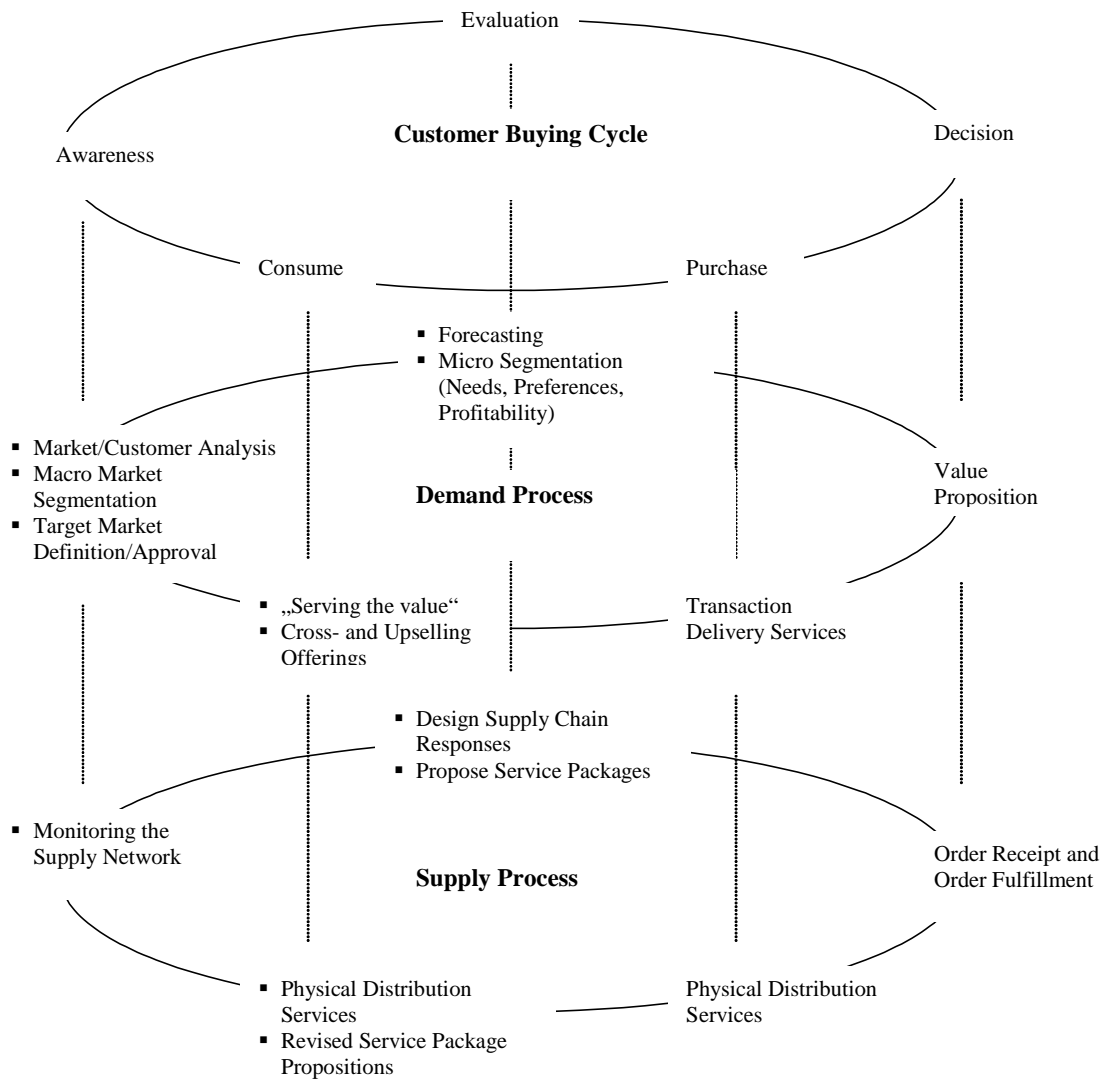 Evaluation
Customer Buying Cycle
Decision
Awareness
Consume
Purchase
▪ Forecasting
▪ Micro Segmentation
(Needs, Preferences,
Profitability)
▪ Market/Customer Analysis
▪ Macro Market
Segmentation
▪ Target Market
Definition/Approval
Demand Process
Value
Proposition
▪ „Serving the value“
▪ Cross- and Upselling
Offerings
Transaction
Delivery Services
▪ Design Supply Chain
Responses
▪ Propose Service Packages
▪ Monitoring the
Supply Network
Supply Process
Order Receipt and
Order Fulfillment
▪ Physical Distribution
Services
▪ Revised Service Package
Propositions
Physical Distribution
Services